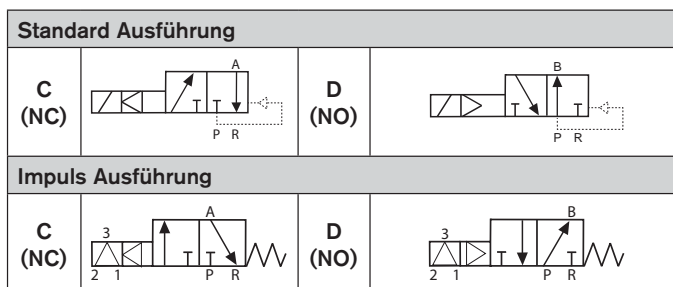 Standard Ausführung
C
(NC)
A
P R
D
(NO)
B
P R
Impuls Ausführung
C
(NC)
3
2 1
A
P R
D
(NO)
3
2 1
B
P R